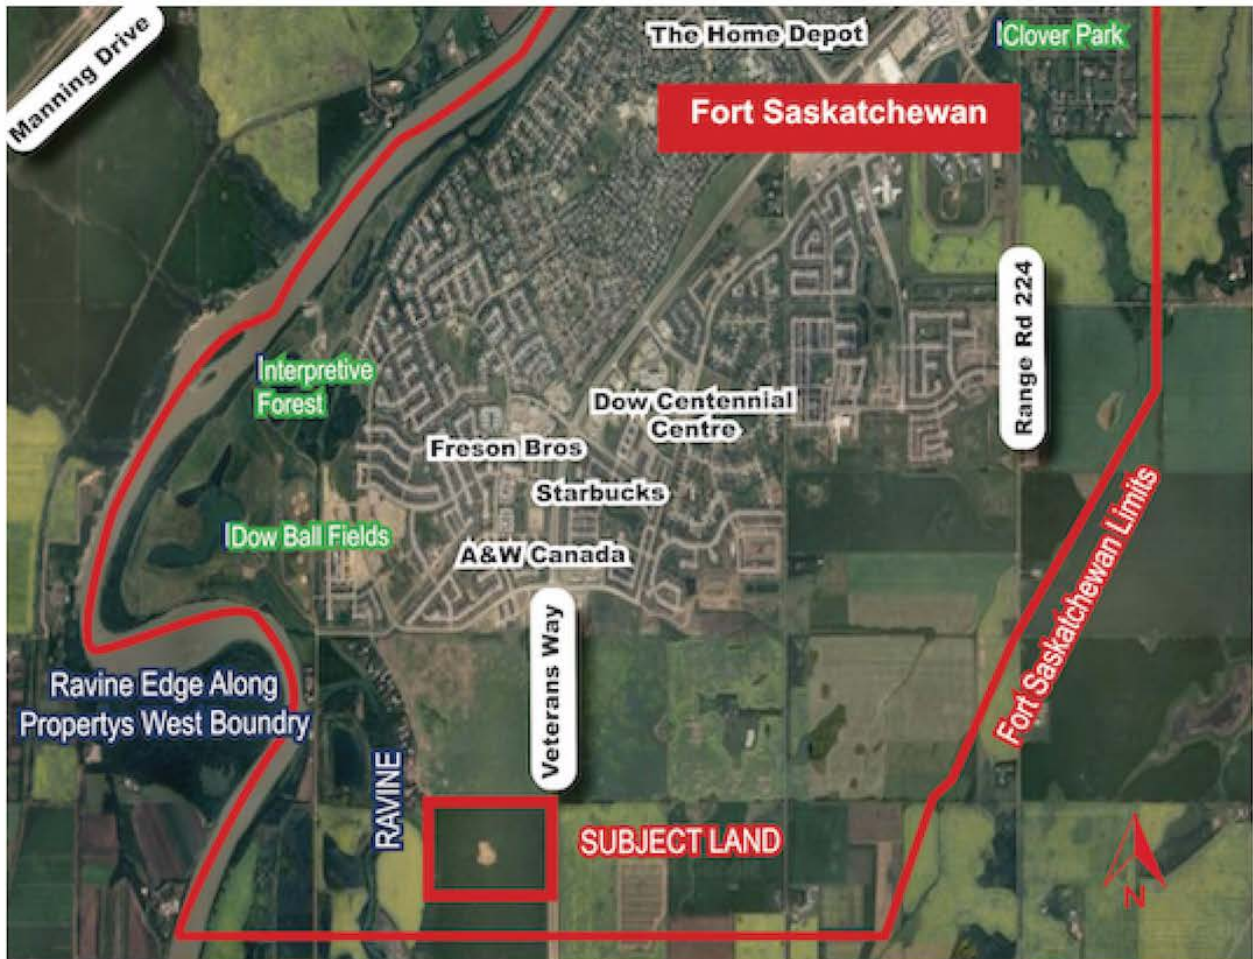 Manning Drive
The Home Depot
Clover Park
Fort Saskatchewan
Range Rd 224
Interpretive
Forest
Dow Centennial
Centre
Freson Bros
Starbucks
Dow Ball Fields
A&W Canada
Fort Saskatchewan Limits
Veterans Way
Ravine Edge Along
Propertys West Boundry
RAVINE
SUBJECT LAND
N